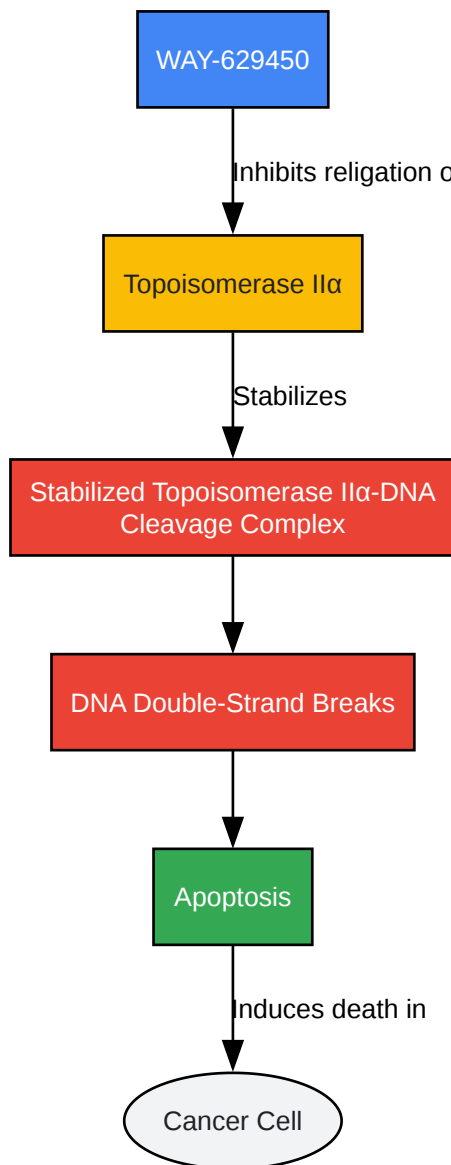 WAY-629450
Inhibits religation o
Topoisomerase IIα
Stabilizes
Stabilized Topoisomerase IIα-DNA
Cleavage Complex
DNA Double-Strand Breaks
Apoptosis
Induces death in
Cancer Cell